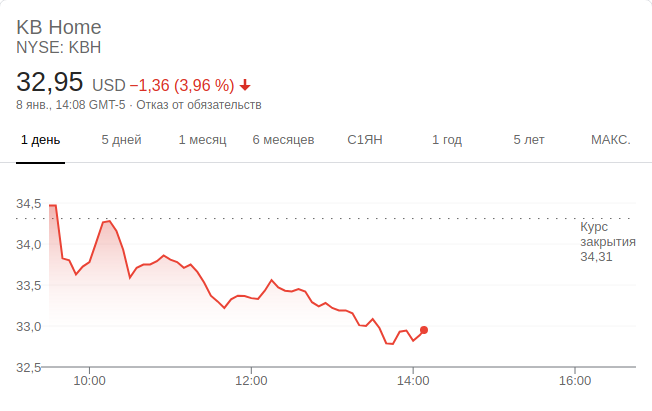 KB Home
NYSE: KBH
32,95 USD −1,36 (3,96 %)
8 янв., 14:08 GMT-5 · Отказ от обязательств
1 день 5 дней 1 месяц 6 месяцев С1ЯН 1 год 5 лет МАКС.
34,5
Курс
закрытия
34,31
34,0
33,5
33,0
32,5
10:00 12:00 14:00 16:00